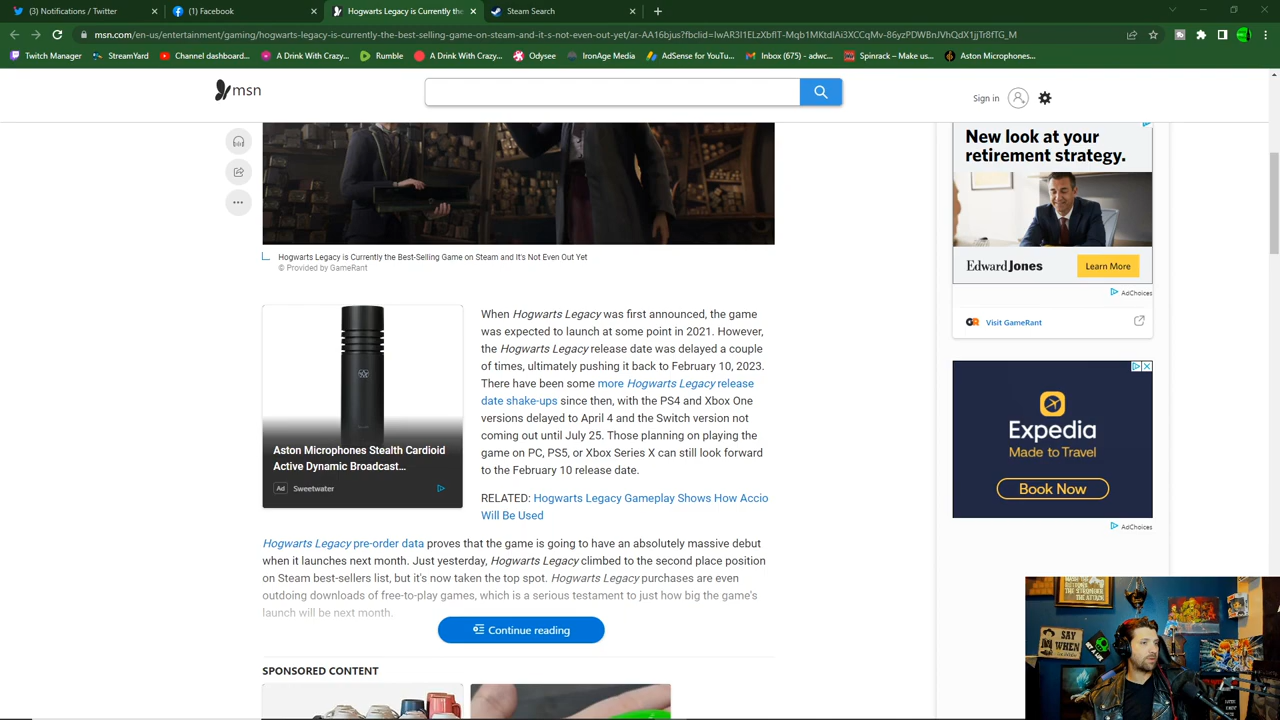 (3) Notifications / Twitter
Facebook
Hogwarts Legacy is Currently the
Steam Search
msn.com/en-us/entertainment/gaming/hogwarts-legacy-is-currently-the-best-selling-game-on-steam-and-it-s-not-even-out-yet/ar-AA16bjus?fbclid=IwAR3I1ELzXbflT-Mqb1MKtdIAi3XCCqMv-86yzPDWBnJVhQdX1jjTr8fTG_M
Twitch Manager
StreamYard
Channel dashboard...
A Drink With Crazy...
Rumble
A Drink With Crazy...
Odysee
IronAge Media
AdSense for YouTu...
Inbox (675) - adwc...
Spinrack – Make us...
Aston Microphones...
msn
Sign in
New look at your
retirement strategy.
Edward Jones
Learn More
AdChoices
Visit GameRant
Hogwarts Legacy is Currently the Best-Selling Game on Steam and It's Not Even Out Yet
© Provided by GameRant
Aston Microphones Stealth Cardioid
Active Dynamic Broadcast...
Ad Sweetwater
When Hogwarts Legacy was first announced, the game
was expected to launch at some point in 2021. However,
the Hogwarts Legacy release date was delayed a couple
of times, ultimately pushing it back to February 10, 2023.
There have been some more Hogwarts Legacy release
date shake-ups since then, with the PS4 and Xbox One
versions delayed to April 4 and the Switch version not
coming out until July 25. Those planning on playing the
game on PC, PS5, or Xbox Series X can still look forward
to the February 10 release date.
RELATED: Hogwarts Legacy Gameplay Shows How Accio
Will Be Used
Hogwarts Legacy pre-order data proves that the game is going to have an absolutely massive debut
when it launches next month. Just yesterday, Hogwarts Legacy climbed to the second place position
on Steam best-sellers list, but it's now taken the top spot. Hogwarts Legacy purchases are even
outdoing downloads of free-to-play games, which is a serious testament to just how big the game's
launch will be next month.
Continue reading
SPONSORED CONTENT
Expedia
Made to Travel
Book Now
AdChoices
SAY
WHEN